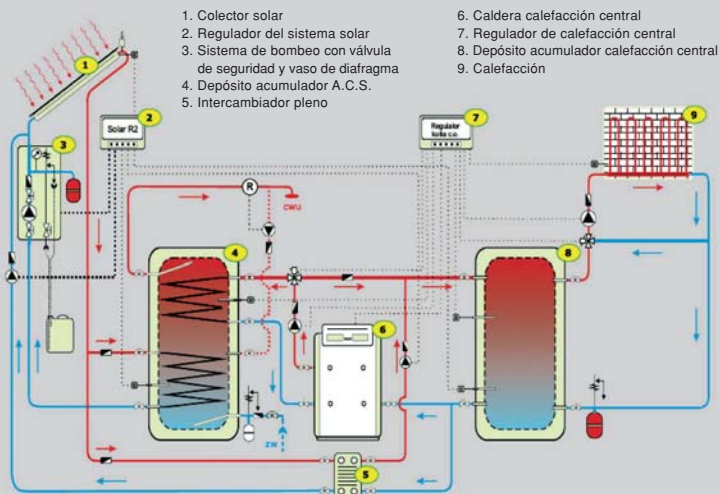 1. Colector solar
2. Regulador del sistema solar
3. Sistema de bombeo con válvula
de seguridad y vaso de diafragma
4. Depósito acumulador A.C.S.
5. Intercambiador pleno
6. Caldera calefacción central
7. Regulador de calefacción central
8. Depósito acumulador calefacción central
9. Calefacción
1
2
Solar R2
3
7
Regulator
kotła c.o.
9
R
CWU
4
8
6
ZW
5